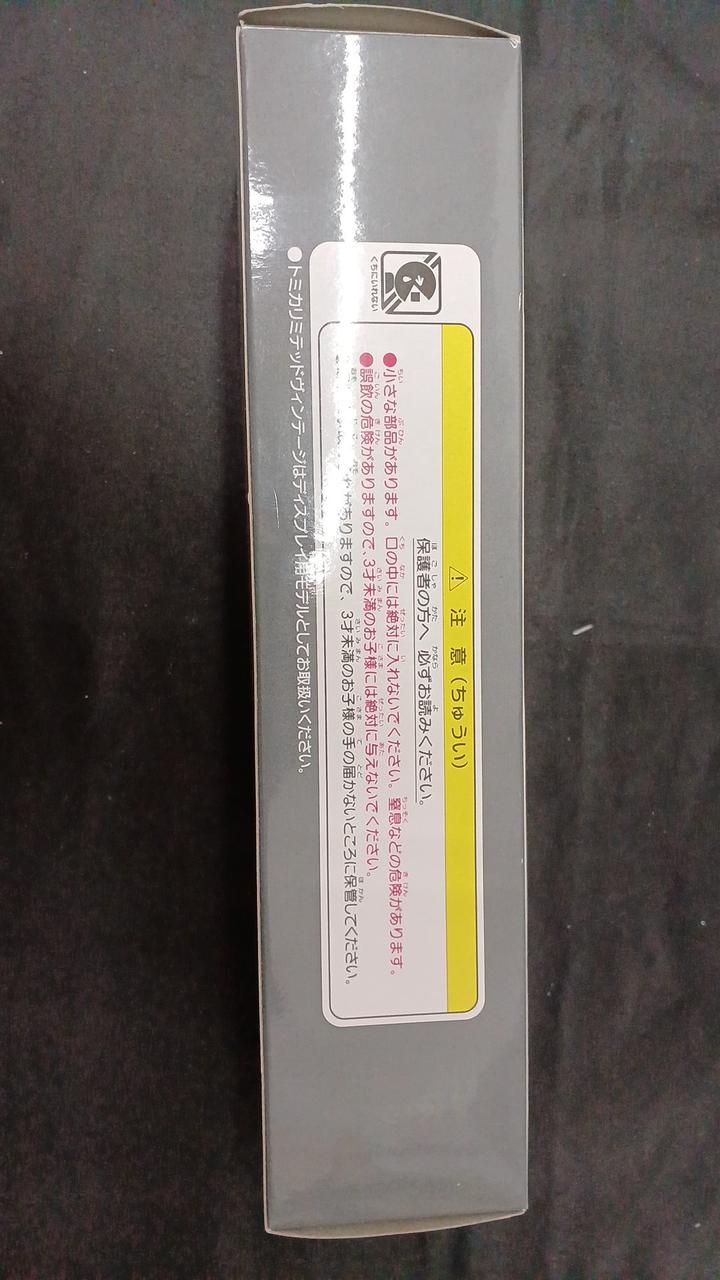 ⚠ 注意(ちゅうい)
保護者の方へ 必ずお読みください。
●小さな部品があります。口の中には絶対に入れないでください。窒息などの危険があります。
●誤飲の危険がありますので、3才未満のお子様には絶対に与えないでください。
がありますので、3才未満のお子様の手の届かないところに保管してください。
くちにいれない
●トミカリミテッドヴィンテージはディスプレイ用モデルとしてお取扱いください。